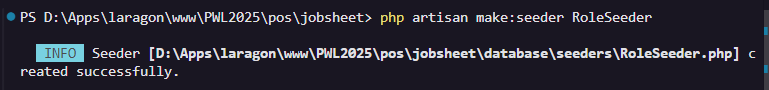 PS D:\Apps\laragon\www\PWL2025\pos\jobsheet> php artisan make:seeder RoleSeeder
INFO Seeder [D:\Apps\laragon\www\PWL2025\pos\jobsheet\database\seeders\RoleSeeder.php] c
reated successfully.